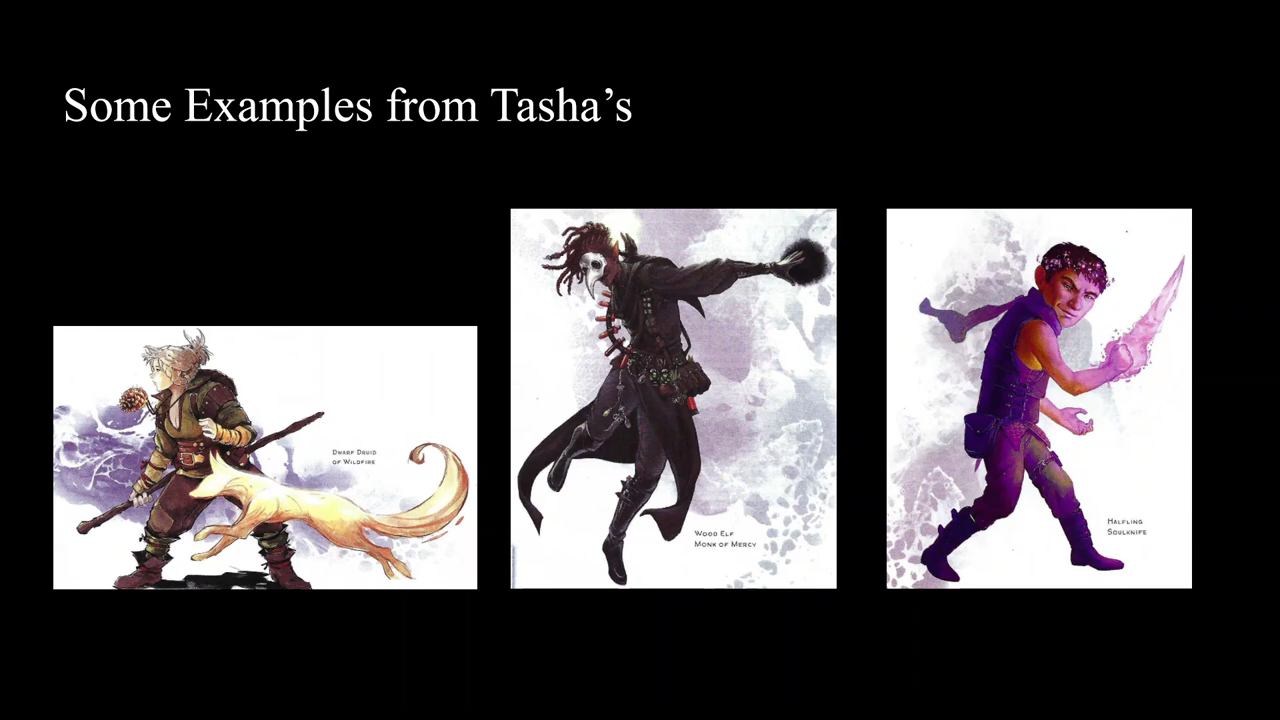 Some Examples from Tasha’s
Dwarf Druid
of Wildfire
Wood Elf
Monk of Mercy
Halfling
Soulknife